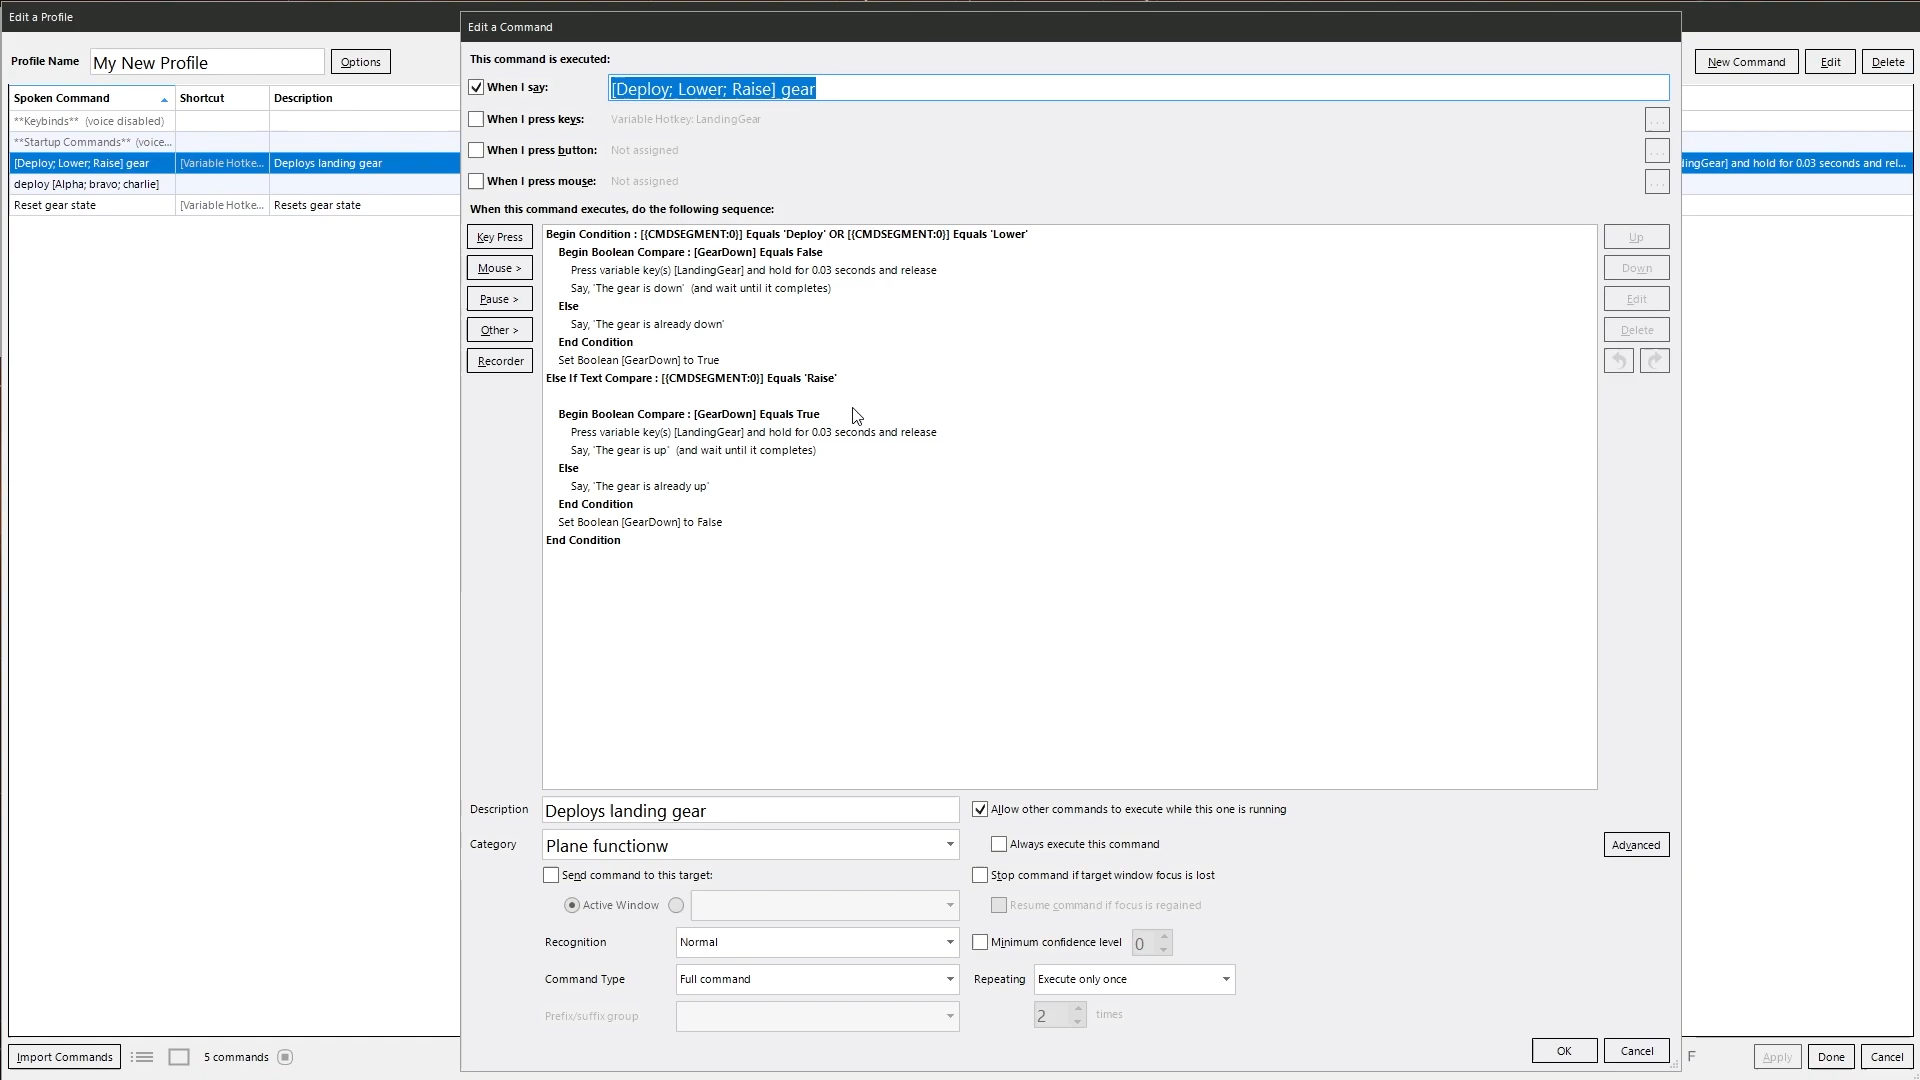 Edit a Profile
Edit a Command
Profile Name My New Profile Options
New Command Edit Delete
This command is executed:
When I say: [Deploy; Lower; Raise] gear
When I press keys: Variable Hotkey: LandingGear ...
When I press button: Not assigned ...
When I press mouse: Not assigned ...
Spoken Command Shortcut Description
**Keybinds** (voice disabled)
**Startup Commands** (voice...
[Deploy; Lower; Raise] gear [Variable Hotke... Deploys landing gear
dingGear] and hold for 0.03 seconds and rel...
deploy [Alpha; bravo; charlie]
Reset gear state [Variable Hotke... Resets gear state
When this command executes, do the following sequence:
Key Press
Mouse >
Pause >
Other >
Recorder
Begin Condition : [{CMDSEGMENT:0}] Equals 'Deploy' OR [{CMDSEGMENT:0}] Equals 'Lower'
Begin Boolean Compare : [GearDown] Equals False
Press variable key(s) [LandingGear] and hold for 0.03 seconds and release
Say, 'The gear is down' (and wait until it completes)
Else
Say, 'The gear is already down'
End Condition
Set Boolean [GearDown] to True
Else If Text Compare : [{CMDSEGMENT:0}] Equals 'Raise'
Begin Boolean Compare : [GearDown] Equals True
Press variable key(s) [LandingGear] and hold for 0.03 seconds and release
Say, 'The gear is up' (and wait until it completes)
Else
Say, 'The gear is already up'
End Condition
Set Boolean [GearDown] to False
End Condition
Up
Down
Edit
Delete
Description Deploys landing gear
Allow other commands to execute while this one is running
Category Plane functionw
Always execute this command
Advanced
Send command to this target:
Stop command if target window focus is lost
Active Window
Resume command if focus is regained
Recognition Normal
Minimum confidence level 0
Command Type Full command
Repeating Execute only once
Prefix/suffix group
2 times
OK Cancel
Import Commands 5 commands
F Apply Done Cancel